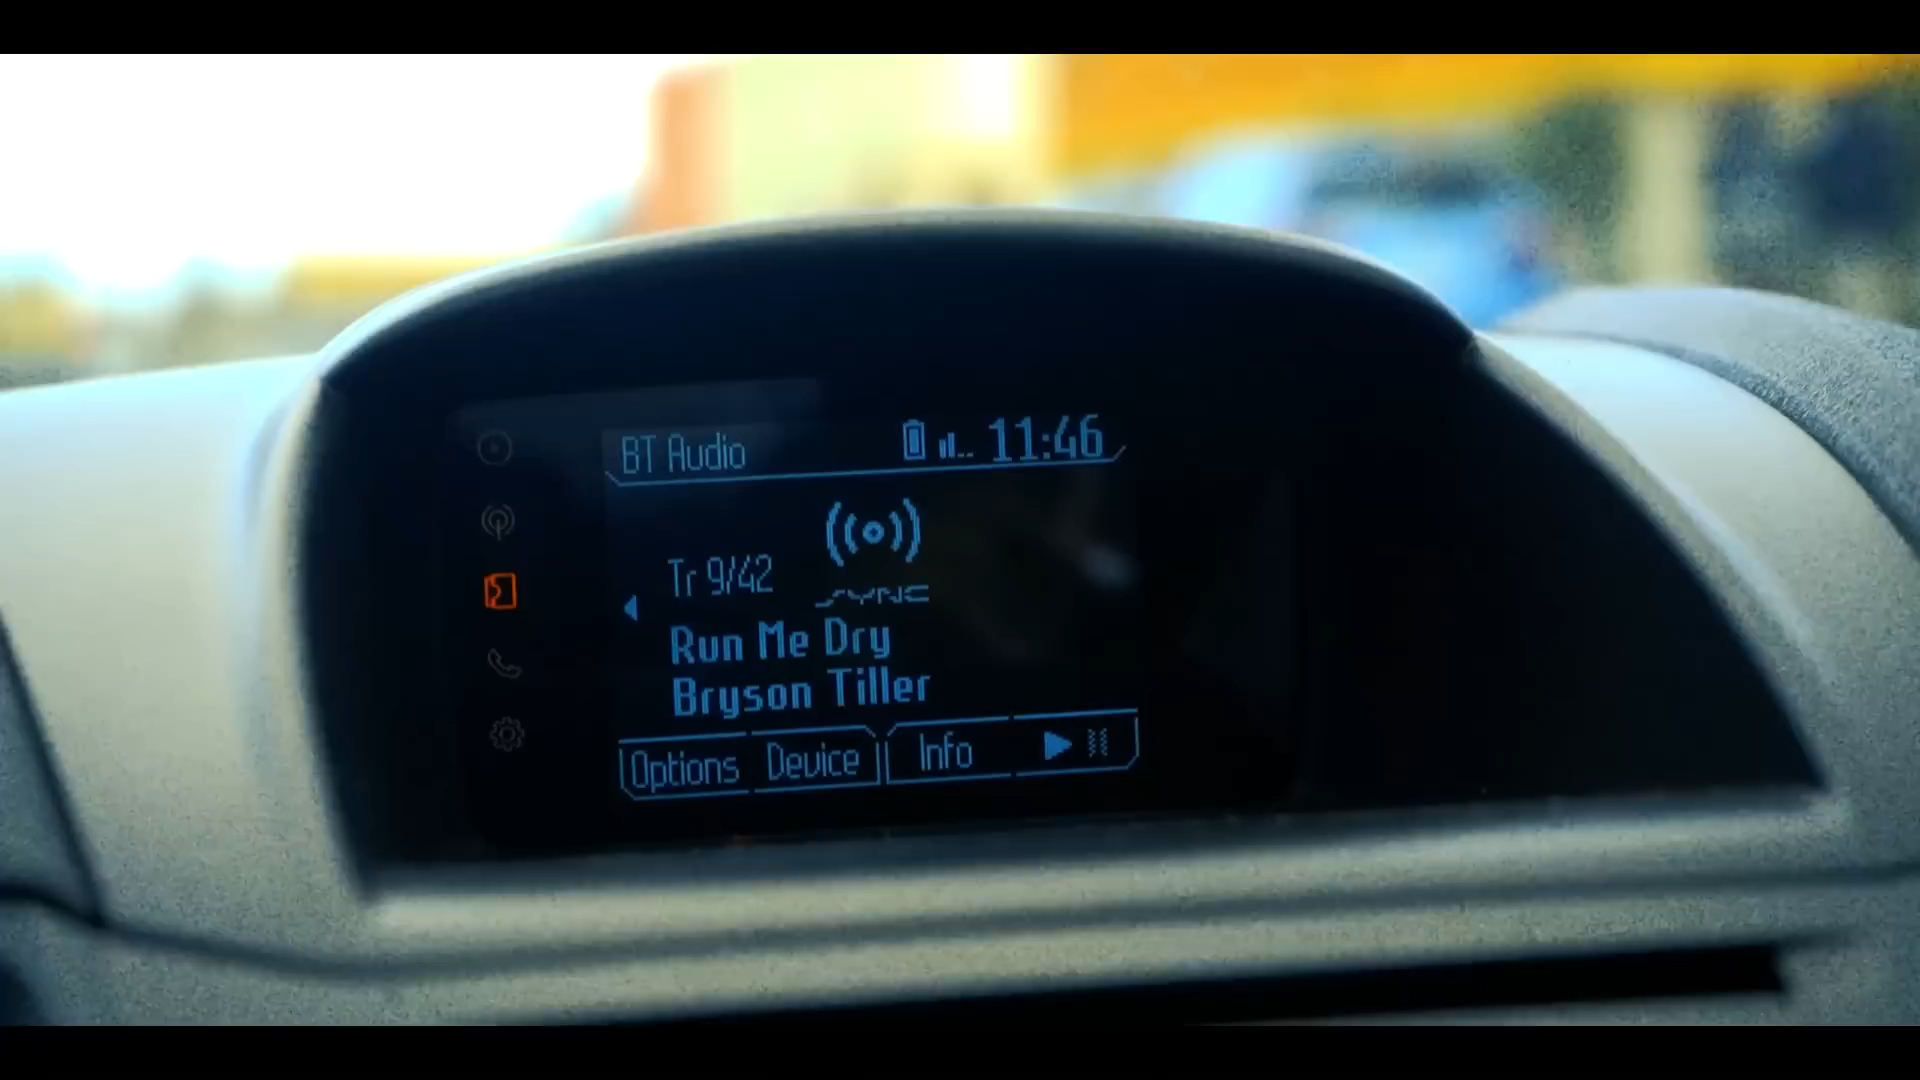 BT Audio 11:46
Tr 9/42
SYNC
Run Me Dry
Bryson Tiller
Options Device Info